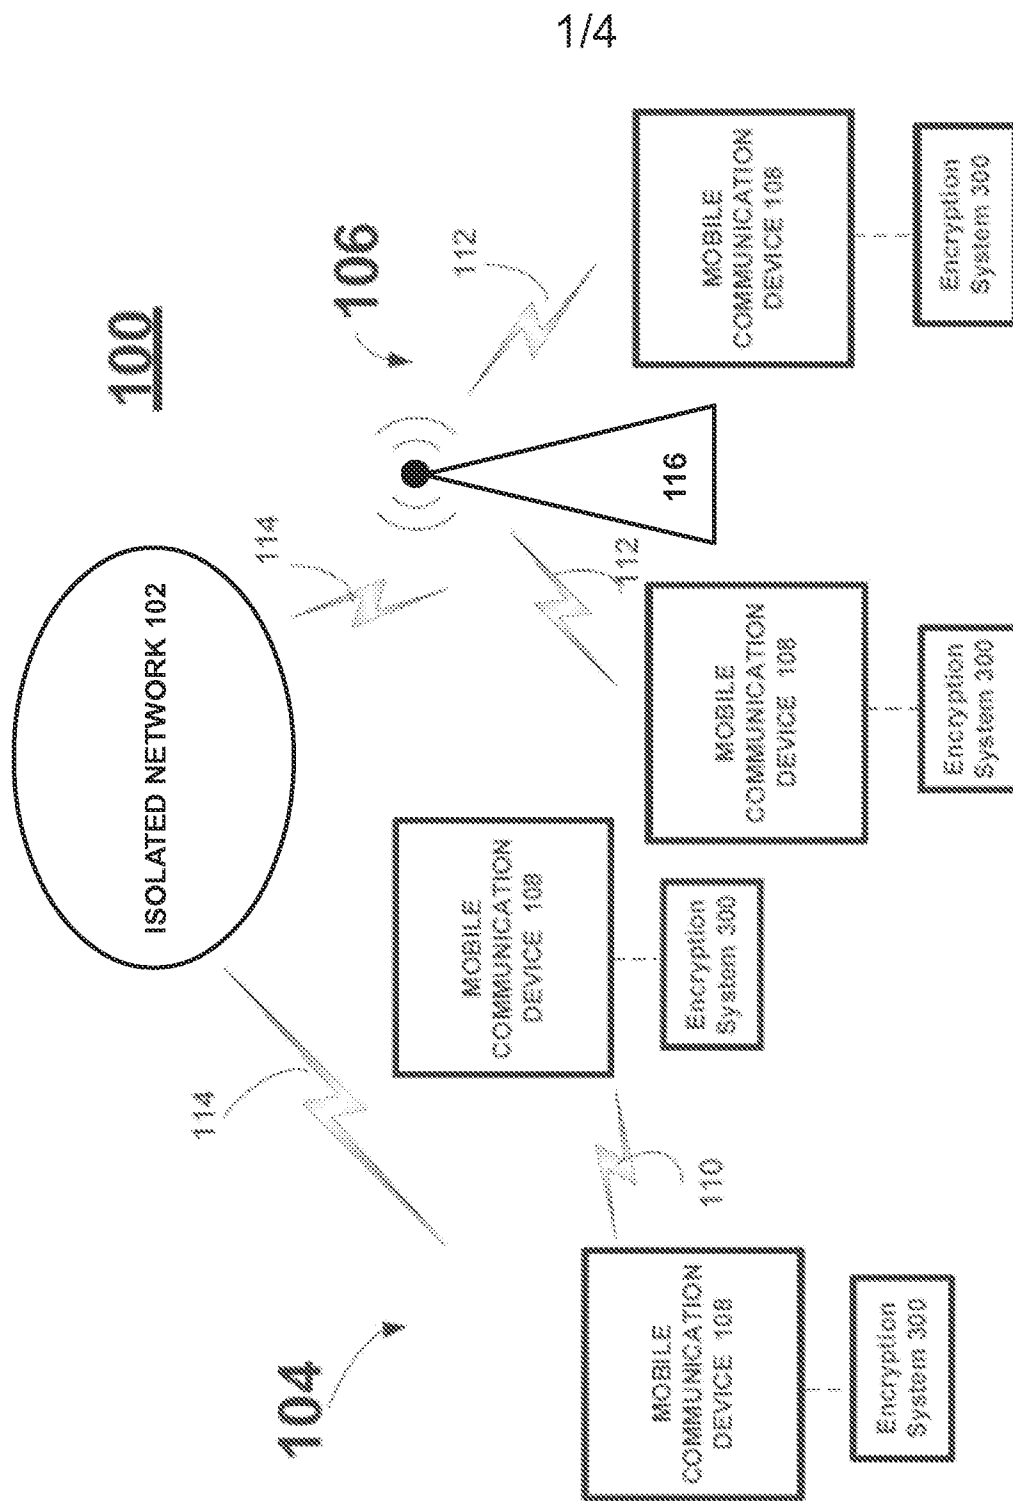 1/4
100
ISOLATED NETWORK 102
104
106
114
114
112
112
110
116
MOBILE
COMMUNICATION
DEVICE 108
Encryption
System 300
MOBILE
COMMUNICATION
DEVICE 108
Encryption
System 300
MOBILE
COMMUNICATION
DEVICE 108
Encryption
System 300
MOBILE
COMMUNICATION
DEVICE 108
Encryption
System 300